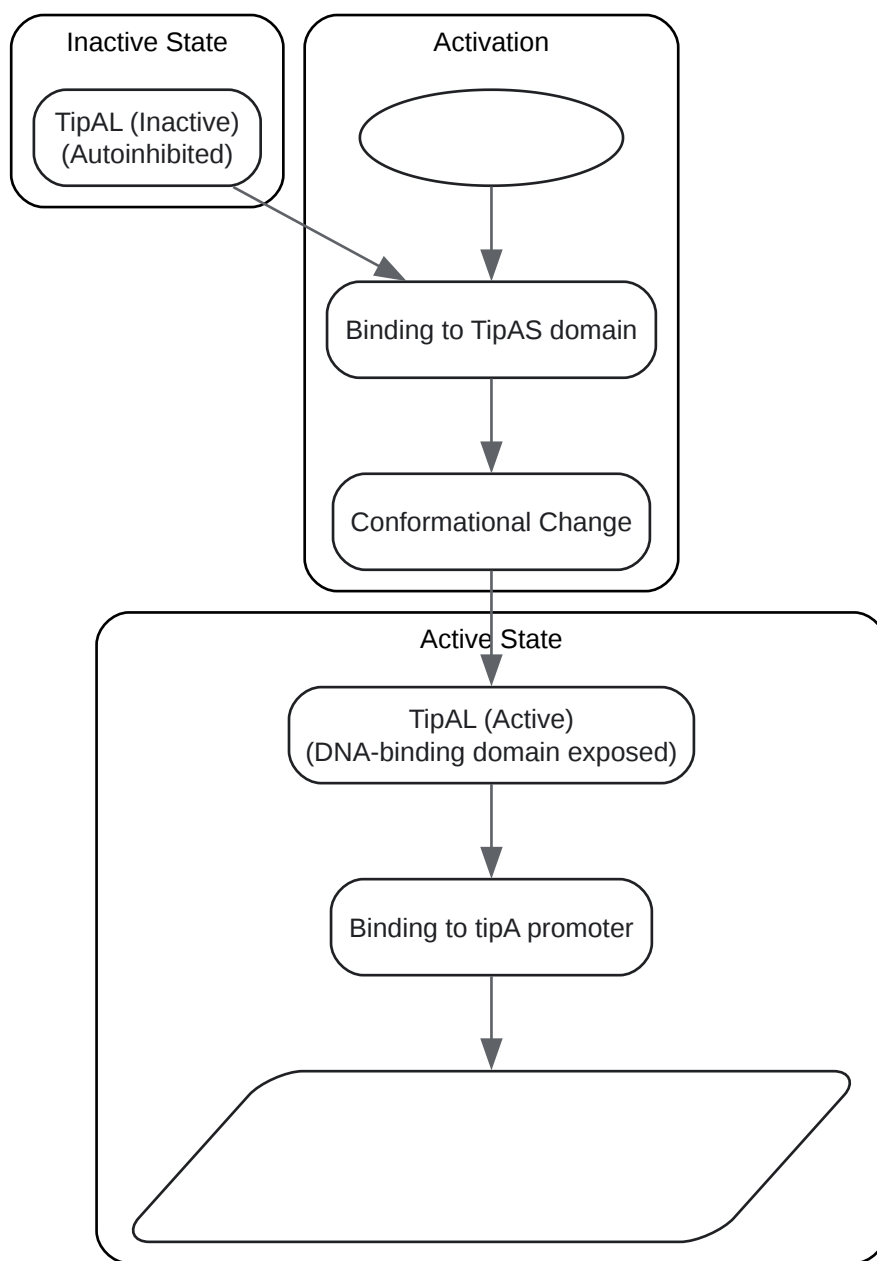 Inactive State
TipAL (Inactive)
(Autoinhibited)
Activation
Binding to TipAS domain
Conformational Change
Active State
TipAL (Active)
(DNA-binding domain exposed)
Binding to tipA promoter